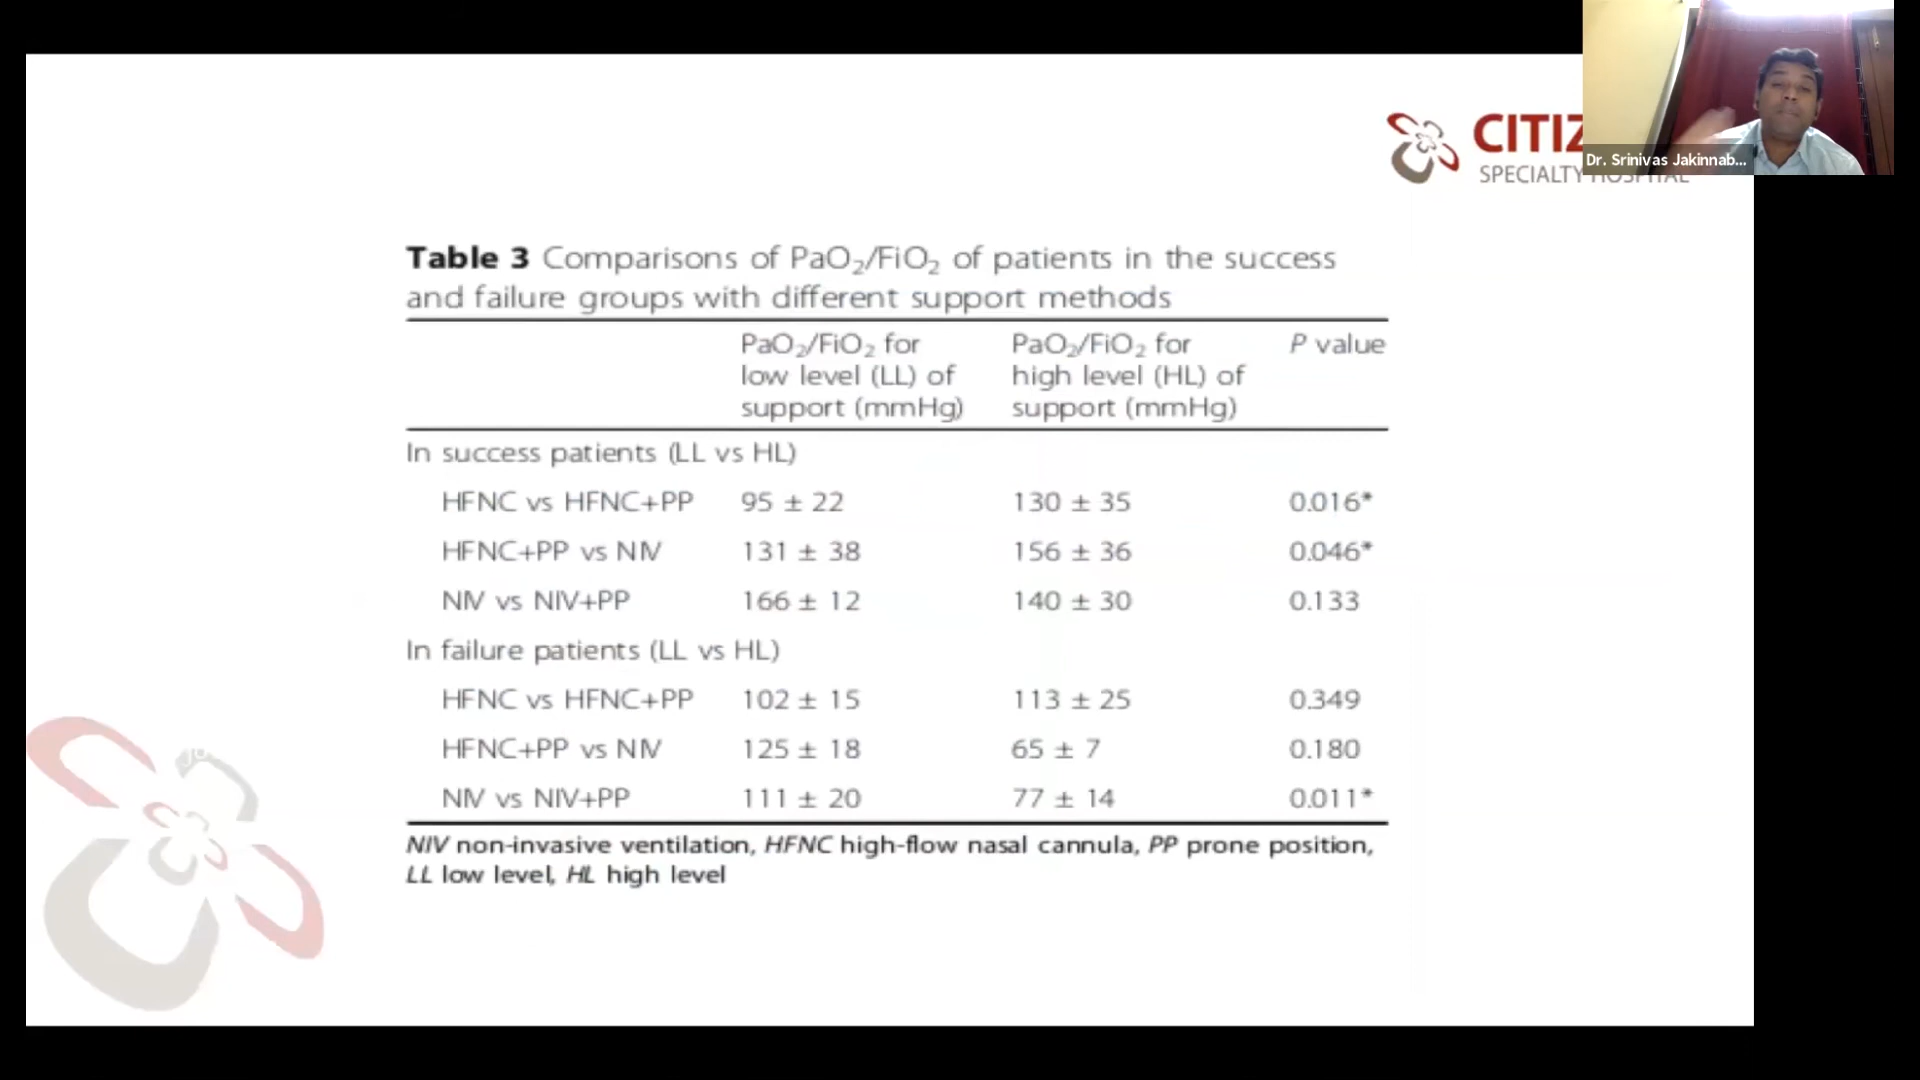 CITIZ
SPECIALTY HOSPITAL
Dr. Srinivas Jakinnab...
Table 3 Comparisons of PaO₂/FiO₂ of patients in the success
and failure groups with different support methods
PaO₂/FiO₂ for PaO₂/FiO₂ for P value
low level (LL) of high level (HL) of
support (mmHg) support (mmHg)
In success patients (LL vs HL)
HFNC vs HFNC+PP 95 ± 22 130 ± 35 0.016*
HFNC+PP vs NIV 131 ± 38 156 ± 36 0.046*
NIV vs NIV+PP 166 ± 12 140 ± 30 0.133
In failure patients (LL vs HL)
HFNC vs HFNC+PP 102 ± 15 113 ± 25 0.349
HFNC+PP vs NIV 125 ± 18 65 ± 7 0.180
NIV vs NIV+PP 111 ± 20 77 ± 14 0.011*
NIV non-invasive ventilation, HFNC high-flow nasal cannula, PP prone position,
LL low level, HL high level